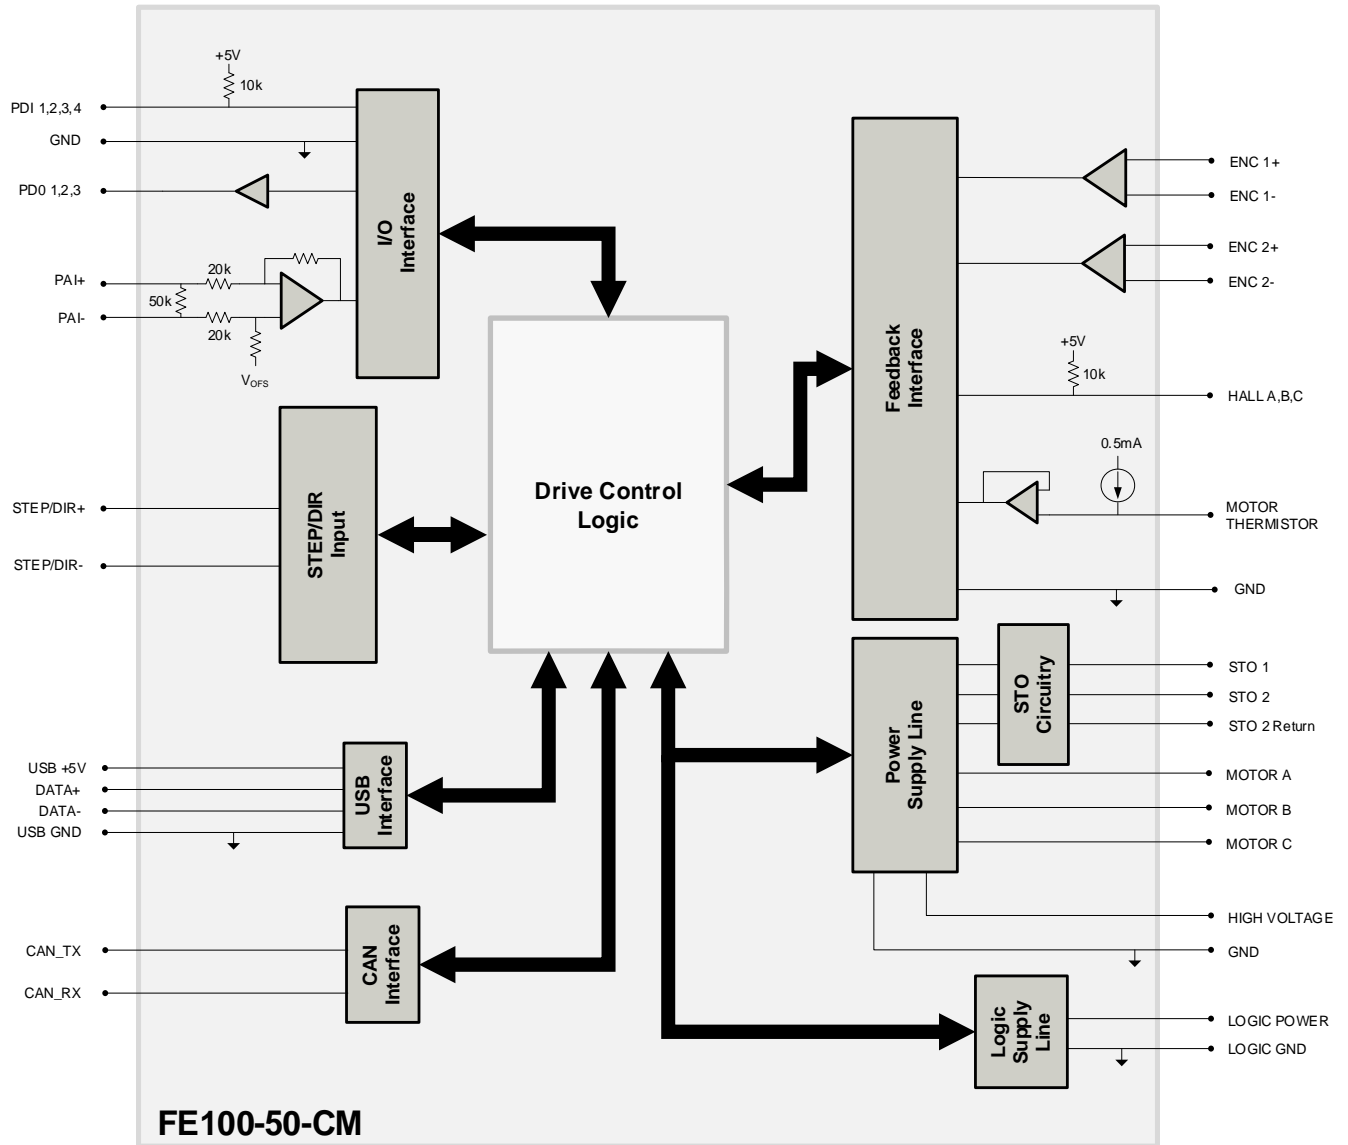 +5V
10k
PDI 1,2,3,4
GND
PD0 1,2,3
PAI+
20k
50k
PAI-
20k
VOFS
I/O
Interface
STEP/DIR+
STEP/DIR-
STEP/DIR
Input
Drive Control
Logic
Feedback
Interface
ENC 1+
ENC 1-
ENC 2+
ENC 2-
+5V
10k
HALL A,B,C
0.5mA
MOTOR
THERMISTOR
GND
STO
Circuitry
STO 1
STO 2
STO 2 Return
Power
Supply Line
MOTOR A
MOTOR B
MOTOR C
HIGH VOLTAGE
GND
USB +5V
DATA+
DATA-
USB GND
USB
Interface
CAN_TX
CAN_RX
CAN
Interface
Logic
Supply
Line
LOGIC POWER
LOGIC GND
FE100-50-CM